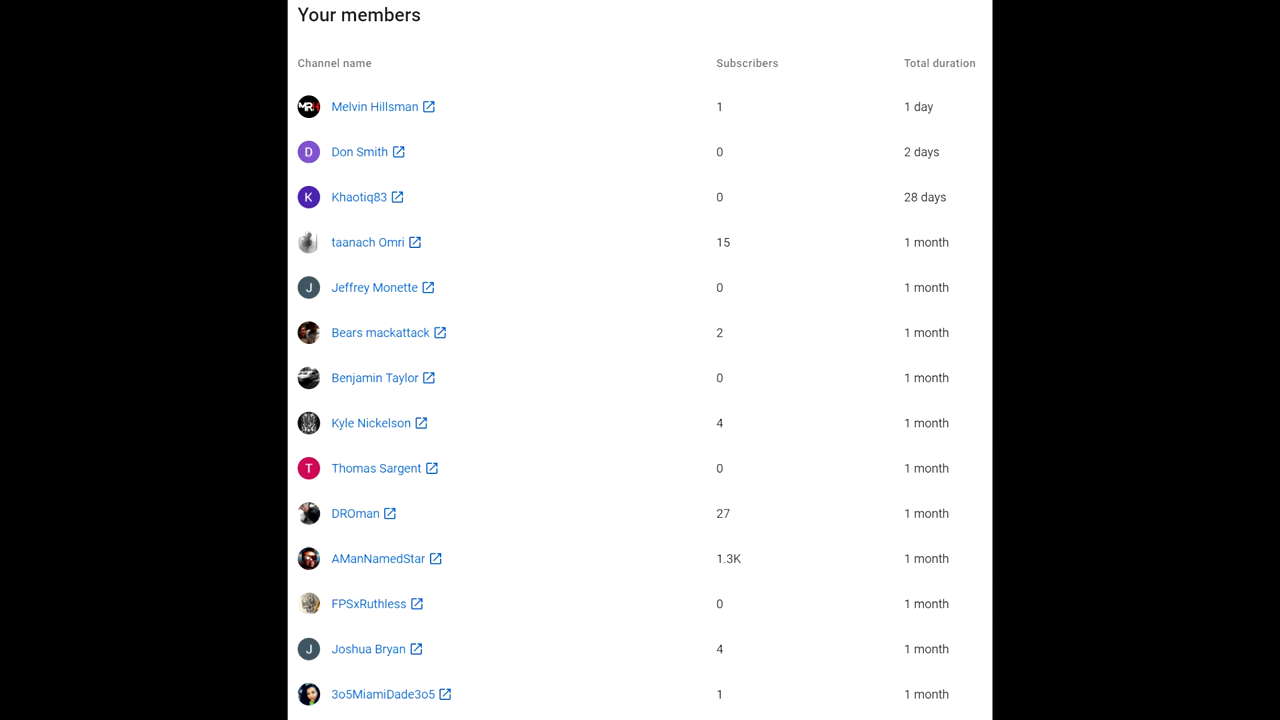 Your members
Channel name Subscribers Total duration
MR Melvin Hillsman 1 1 day
D Don Smith 0 2 days
K Khaotiq83 0 28 days
taanach Omri 15 1 month
J Jeffrey Monette 0 1 month
Bears mackattack 2 1 month
Benjamin Taylor 0 1 month
Kyle Nickelson 4 1 month
T Thomas Sargent 0 1 month
DROman 27 1 month
AManNamedStar 1.3K 1 month
FPSxRuthless 0 1 month
J Joshua Bryan 4 1 month
3o5MiamiDade3o5 1 1 month